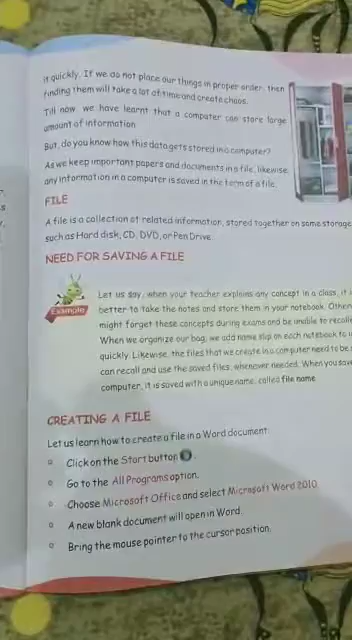 it quickly. If we do not place our things in proper order, then
finding them will take a lot of time and create chaos.
Till now, we have learnt that a computer can store large
amount of information.
But, do you know how this data gets stored in a computer?
As we keep important papers and documents in a file, likewise
any information in a computer is saved in the form of a file.
FILE
A file is a collection of related information, stored together on some storage
such as Hard disk, CD, DVD, or Pen Drive.
NEED FOR SAVING A FILE
Example
Let us say, when your teacher explains any concept in a class, it
better to take the notes and store them in your notebook.
might forget these concepts during exams and be unable to
When we organize our bag, we add name slip on each notebook to
quickly. Likewise, the files that we create in a computer need to be
can recall and use the saved files, whenever needed. When you
computer, it is saved with a unique name, called file name.
CREATING A FILE
Let us learn how to create a file in a Word document:
Click on the Start button.
Go to the All Programs option.
Choose Microsoft Office and select Microsoft Word 2010.
A new blank document will open in Word.
Bring the mouse pointer to the cursor position.